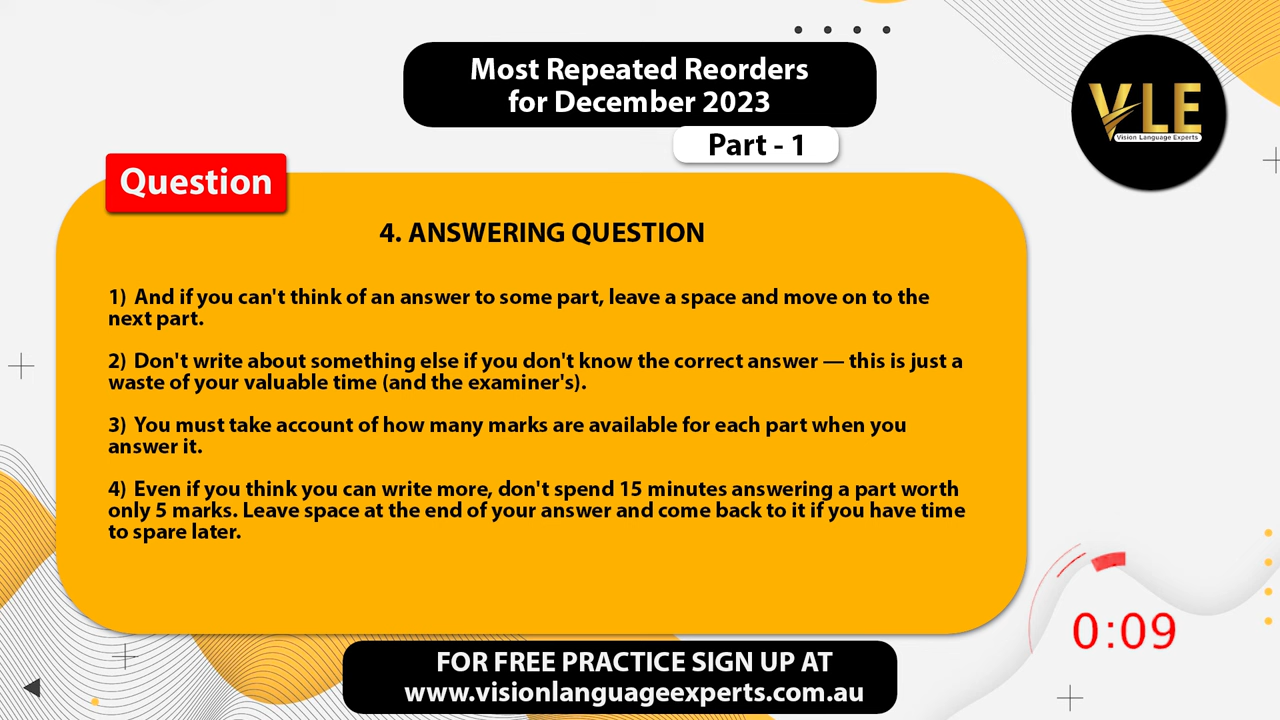 Most Repeated Reorders
for December 2023
Part - 1
VLE
Vision Language Experts
Question
4. ANSWERING QUESTION
1) And if you can't think of an answer to some part, leave a space and move on to the
next part.
2) Don't write about something else if you don't know the correct answer — this is just a
waste of your valuable time (and the examiner's).
3) You must take account of how many marks are available for each part when you
answer it.
4) Even if you think you can write more, don't spend 15 minutes answering a part worth
only 5 marks. Leave space at the end of your answer and come back to it if you have time
to spare later.
0:09
FOR FREE PRACTICE SIGN UP AT
www.visionlanguageexperts.com.au